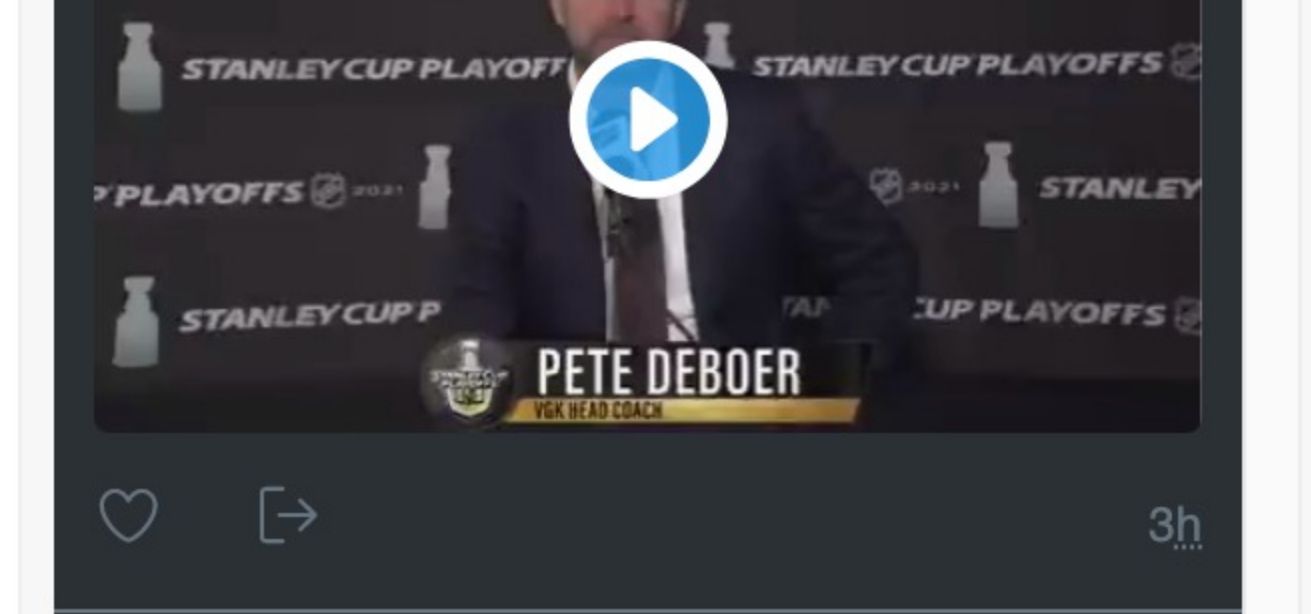 STANLEY CUP PLAYOFF STANLEY CUP PLAYOFFS
P PLAYOFFS 2021 2021 STANLEY
STANLEY CUP P TAN CUP PLAYOFFS
PETE DEBOER
VGK HEAD COACH
3h